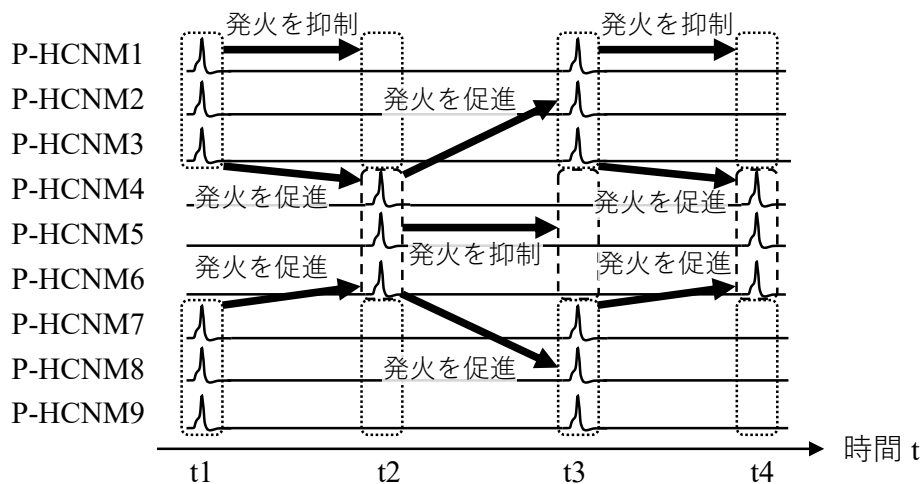 発火を抑制
発火を抑制
P-HCNM1
P-HCNM2
発火を促進
P-HCNM3
P-HCNM4
発火を促進
発火を促進
P-HCNM5
発火を抑制
発火を促進
発火を促進
P-HCNM6
P-HCNM7
P-HCNM8
発火を促進
P-HCNM9
時間 t
t1
t2
t3
t4